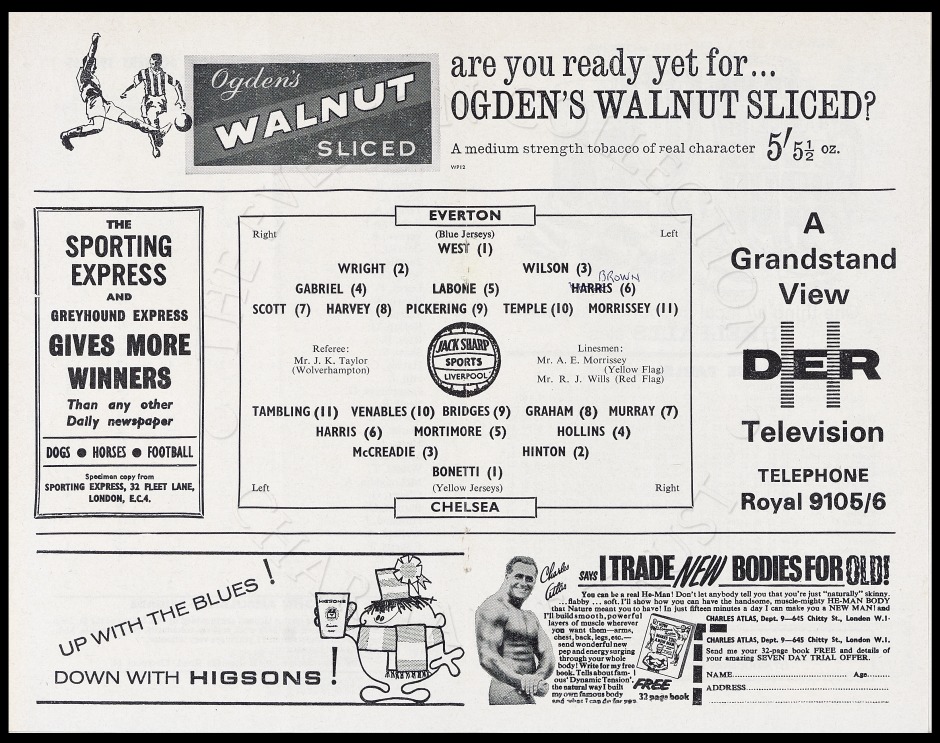 Ogden's
WALNUT
SLICED
are you ready yet for...
OGDEN'S WALNUT SLICED?
A medium strength tobacco of real character 5/5½ oz.
WP12
THE
SPORTING
EXPRESS
AND
GREYHOUND EXPRESS
GIVES MORE
WINNERS
Than any other
Daily newspaper
DOGS ● HORSES ● FOOTBALL
Specimen copy from
SPORTING EXPRESS, 32 FLEET LANE,
LONDON, E.C.4.
EVERTON
Right (Blue Jerseys) Left
WEST (1)
WRIGHT (2) WILSON (3)
BROWN
GABRIEL (4) LABONE (5) HARRIS (6)
SCOTT (7) HARVEY (8) PICKERING (9) TEMPLE (10) MORRISSEY (11)
Referee:
Mr. J. K. Taylor
(Wolverhampton)
JACK SHARP
SPORTS
LIVERPOOL
Linesmen:
Mr. A. E. Morrissey
(Yellow Flag)
Mr. R. J. Wills (Red Flag)
TAMBLING (11) VENABLES (10) BRIDGES (9) GRAHAM (8) MURRAY (7)
HARRIS (6) MORTIMORE (5) HOLLINS (4)
McCREADIE (3) HINTON (2)
BONETTI (1)
Left (Yellow Jerseys) Right
CHELSEA
A
Grandstand
View
DER
Television
TELEPHONE
Royal 9105/6
UP WITH THE BLUES!
HIGSONS
DOWN WITH HIGSONS!
Charles
Atlas
SAYS I TRADE NEW BODIES FOR OLD!
You can be a real He-Man! Don't let anybody tell you that you're just "naturally" skinny.
...flabby ... soft. I'll show how you can have the handsome, muscle-mighty HE-MAN BODY
that Nature meant you to have! In just fifteen minutes a day I can make you a NEW MAN! and
I'll build smooth, powerful
layers of muscle wherever
you want them—arms,
chest, back, legs, etc.—
send wonderful new
pep and energy surging
through your whole
body! Write for my free
book. Tells about fam-
ous 'Dynamic Tension',
the natural way I built
my own famous body
and what I can do for you
FREE
32 page book
CHARLES ATLAS, Dept. 9—645 Chitty St., London W.1.
CHARLES ATLAS, Dept. 9—645 Chitty St., London W.1.
Send me your 32-page book FREE and details of
your amazing SEVEN DAY TRIAL OFFER.
NAME Age
ADDRESS